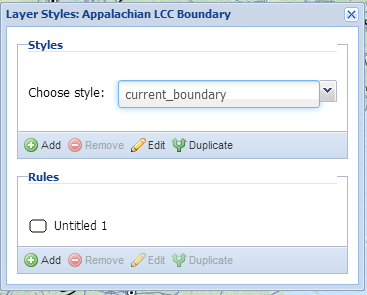 Layer Styles: Appalachian LCC Boundary
Styles
Choose style: current_boundary
Add Remove Edit Duplicate
Rules
Untitled 1
Add Remove Edit Duplicate